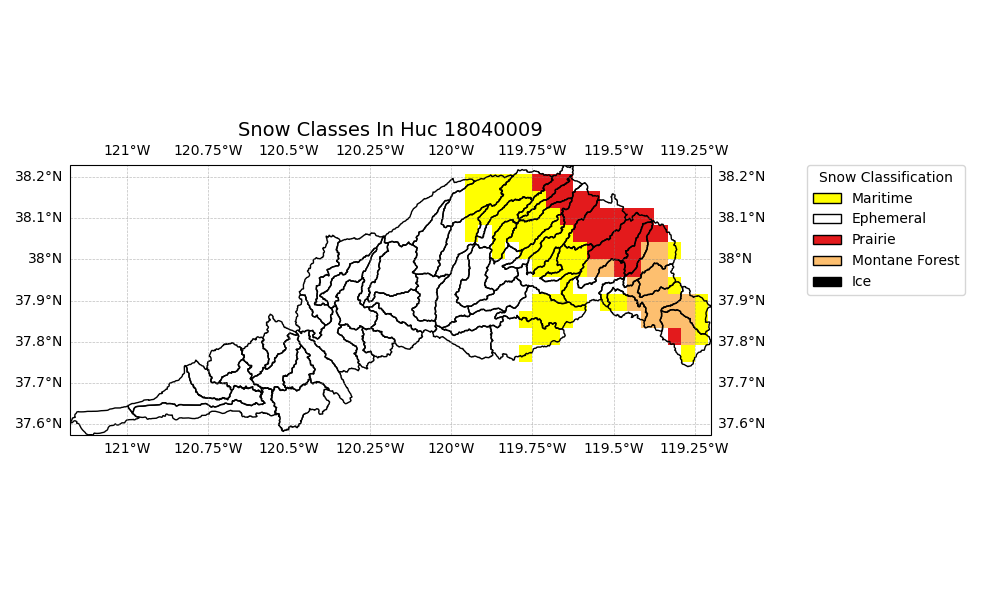 Snow Classes In Huc 18040009
121°W 120.75°W 120.5°W 120.25°W 120°W 119.75°W 119.5°W 119.25°W
38.2°N 38.2°N
38.1°N 38.1°N
38°N 38°N
37.9°N 37.9°N
37.8°N 37.8°N
37.7°N 37.7°N
37.6°N 37.6°N
121°W 120.75°W 120.5°W 120.25°W 120°W 119.75°W 119.5°W 119.25°W
Snow Classification
Maritime
Ephemeral
Prairie
Montane Forest
Ice